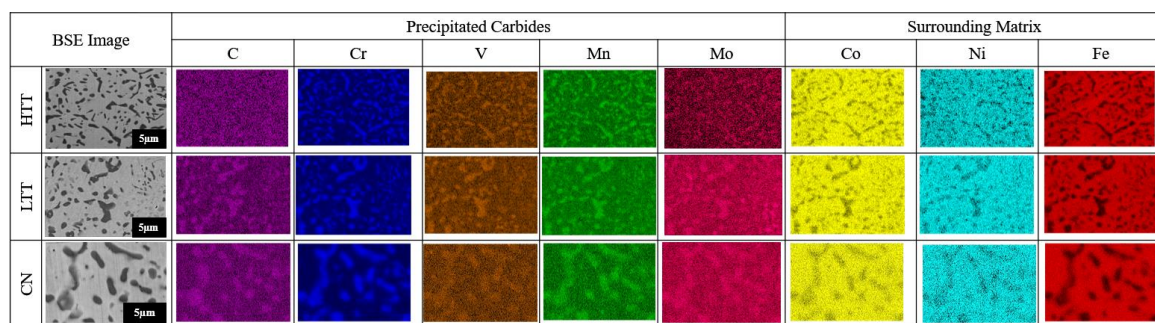 BSE Image
Precipitated Carbides
Surrounding Matrix
C Cr V Mn Mo Co Ni Fe
HTT
5μm
LTT
5μm
CN
5μm